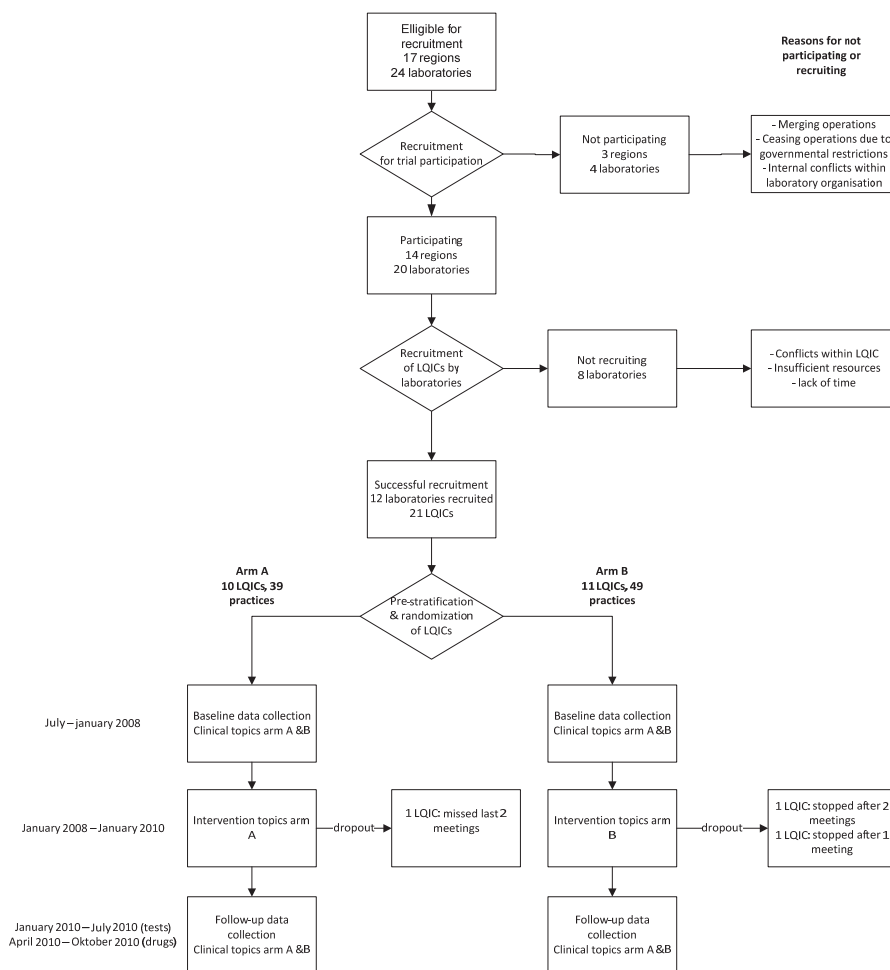 Elligible for
recruitment
17 regions
24 laboratories
Reasons for not
participating or
recruiting
Recruitment
for trial participation
Not participating
3 regions
4 laboratories
- Merging operations
- Ceasing operations due to
governmental restrictions
- Internal conflicts within
laboratory organisation
Participating
14 regions
20 laboratories
Recruitment
of LQICs by
laboratories
Not recruiting
8 laboratories
- Conflicts within LQIC
- Insufficient resources
- lack of time
Successful recruitment
12 laboratories recruited
21 LQICs
Arm A
10 LQICs, 39
practices
Arm B
11 LQICs, 49
practices
Pre-stratification
& randomization
of LQICs
July – january 2008
Baseline data collection
Clinical topics arm A &B
Baseline data collection
Clinical topics arm A &B
January 2008 – January 2010
Intervention topics arm
A
dropout
1 LQIC: missed last 2
meetings
Intervention topics arm
B
dropout
1 LQIC: stopped after 2
meetings
1 LQIC: stopped after 1
meeting
January 2010 – July 2010 (tests)
April 2010 – Oktober 2010 (drugs)
Follow-up data
collection
Clinical topics arm A &B
Follow-up data
collection
Clinical topics arm A &B